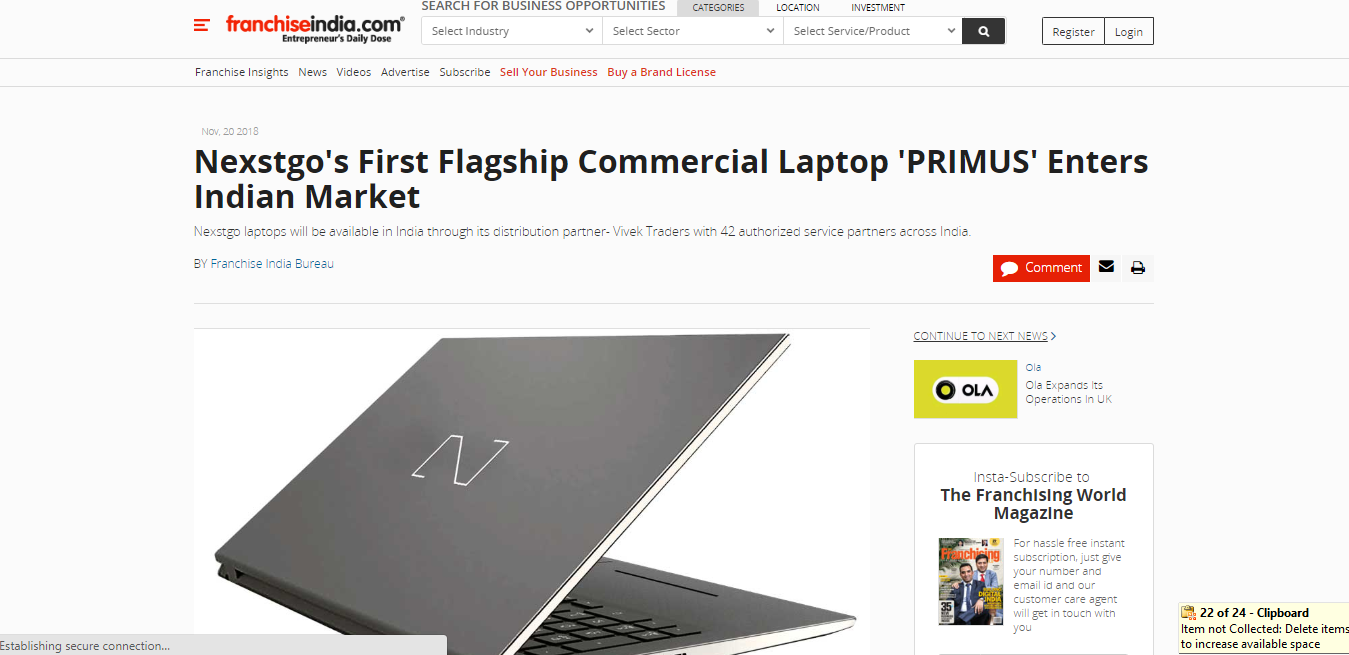 SEARCH FOR BUSINESS OPPORTUNITIES
CATEGORIES LOCATION INVESTMENT
franchiseindia.com®
Entrepreneur's Daily Dose
Select Industry Select Sector Select Service/Product
Register Login
Franchise Insights News Videos Advertise Subscribe Sell Your Business Buy a Brand License
Nov, 20 2018
Nexstgo's First Flagship Commercial Laptop 'PRIMUS' Enters
Indian Market
Nexstgo laptops will be available in India through its distribution partner- Vivek Traders with 42 authorized service partners across India.
BY Franchise India Bureau
Comment
N
CONTINUE TO NEXT NEWS
OLA
Ola
Ola Expands Its
Operations In UK
Insta-Subscribe to
The Franchising World
Magazine
Franchising
DIGITAL
INDIA
35
For hassle free instant
subscription, just give
your number and
email id and our
customer care agent
will get in touch with
you
22 of 24 - Clipboard
Item not Collected: Delete items
to increase available space
Establishing secure connection...